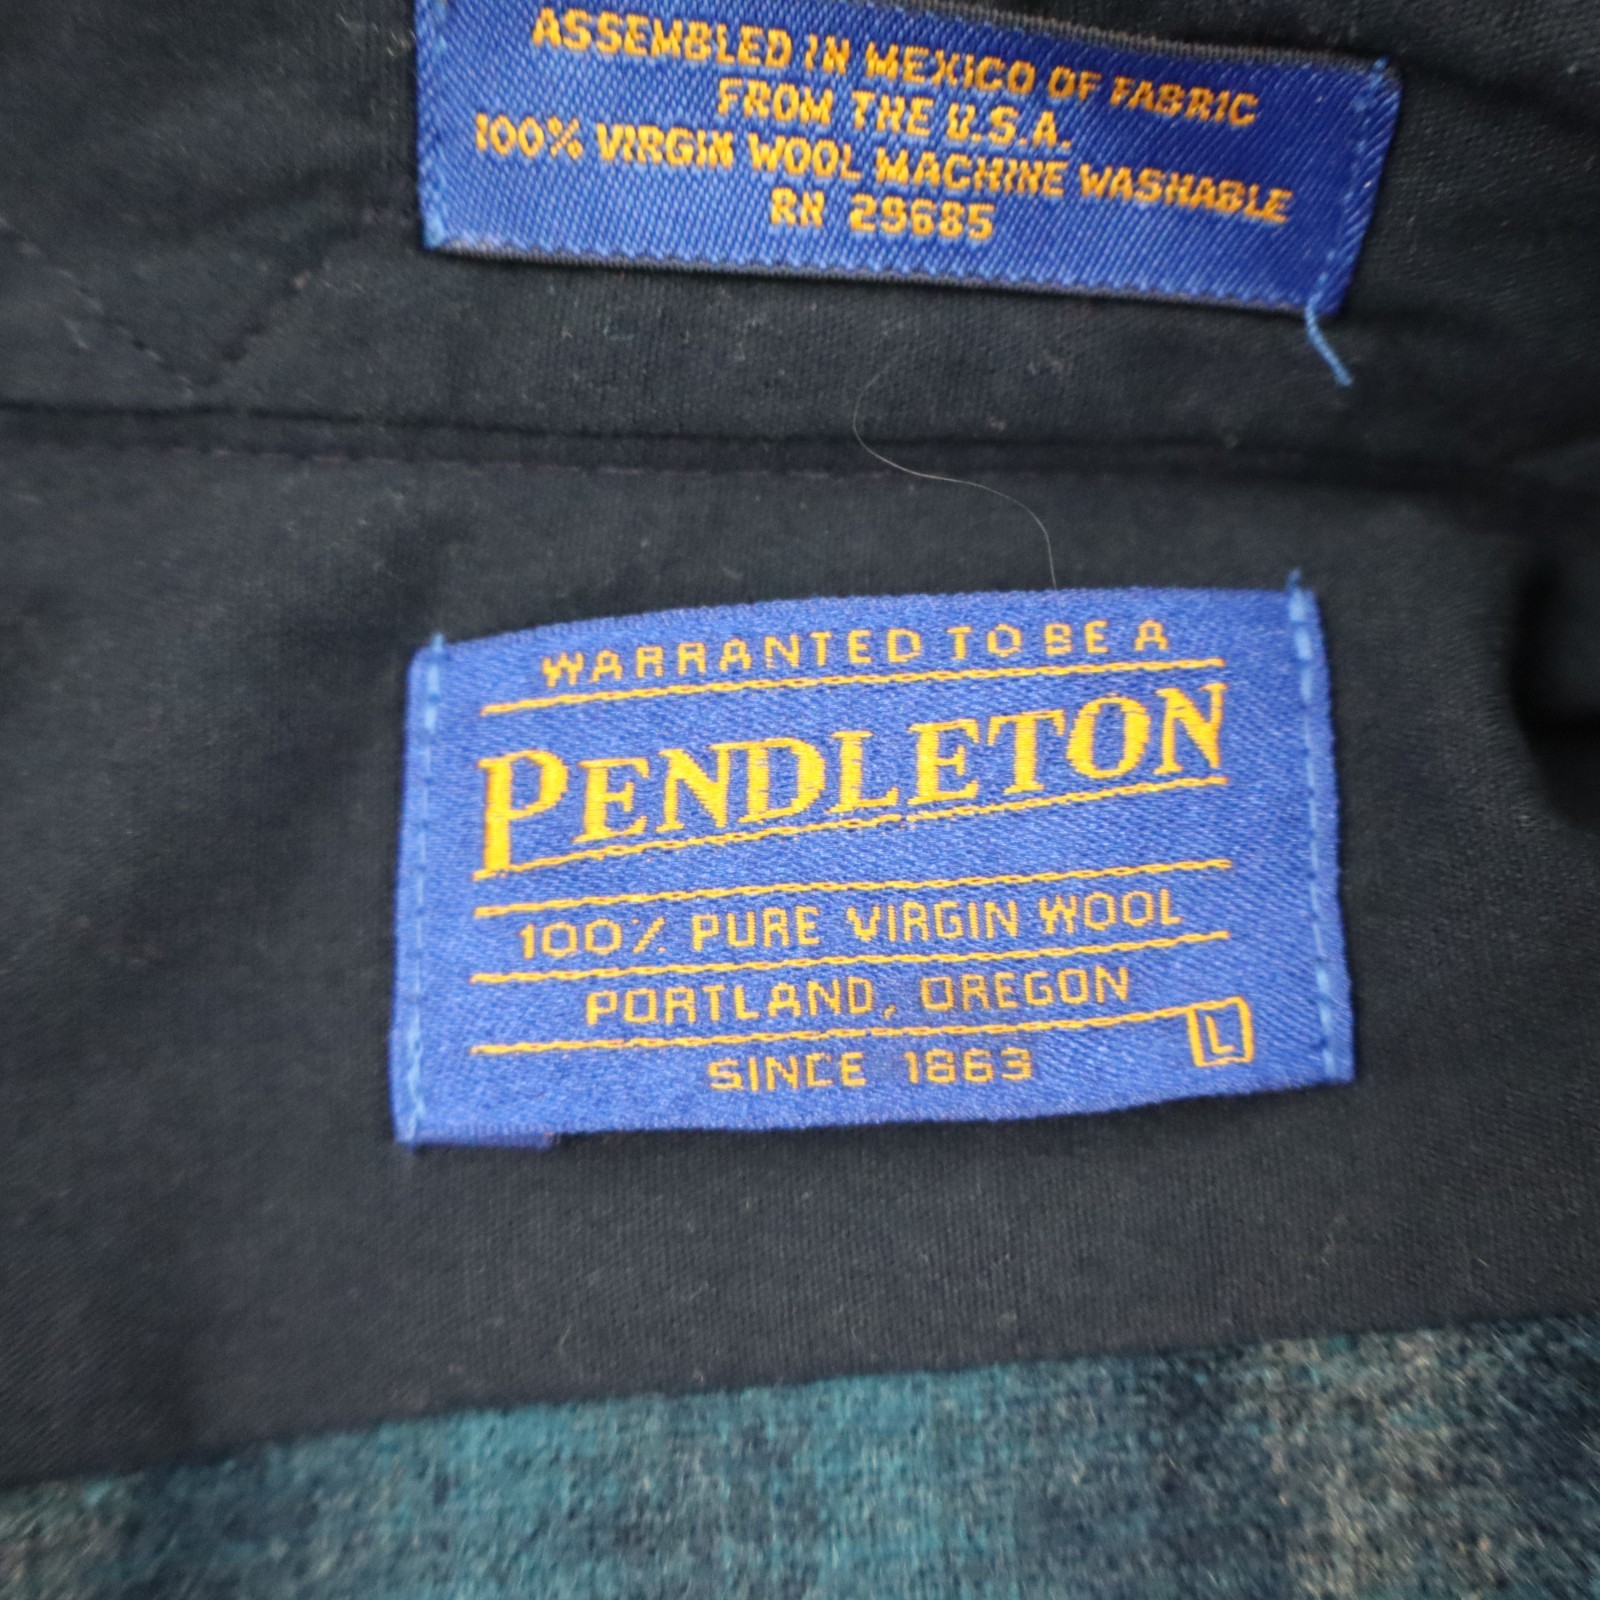 ASSEMBLED IN MEXICO OF FABRIC
FROM THE U.S.A.
100% VIRGIN WOOL MACHINE WASHABLE
RN 29685
WARRANTED TO BE A
PENDLETON
100% PURE VIRGIN WOOL
PORTLAND, OREGON
L
SINCE 1863